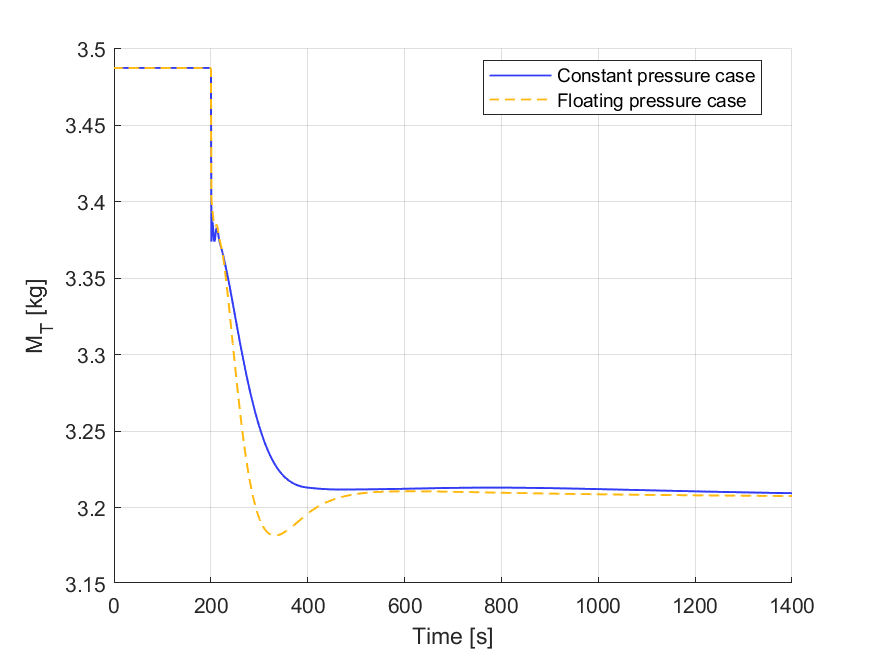 3.5
3.45
3.4
3.35
3.3
3.25
3.2
3.15
M_T [kg]
Constant pressure case
Floating pressure case
0 200 400 600 800 1000 1200 1400
Time [s]